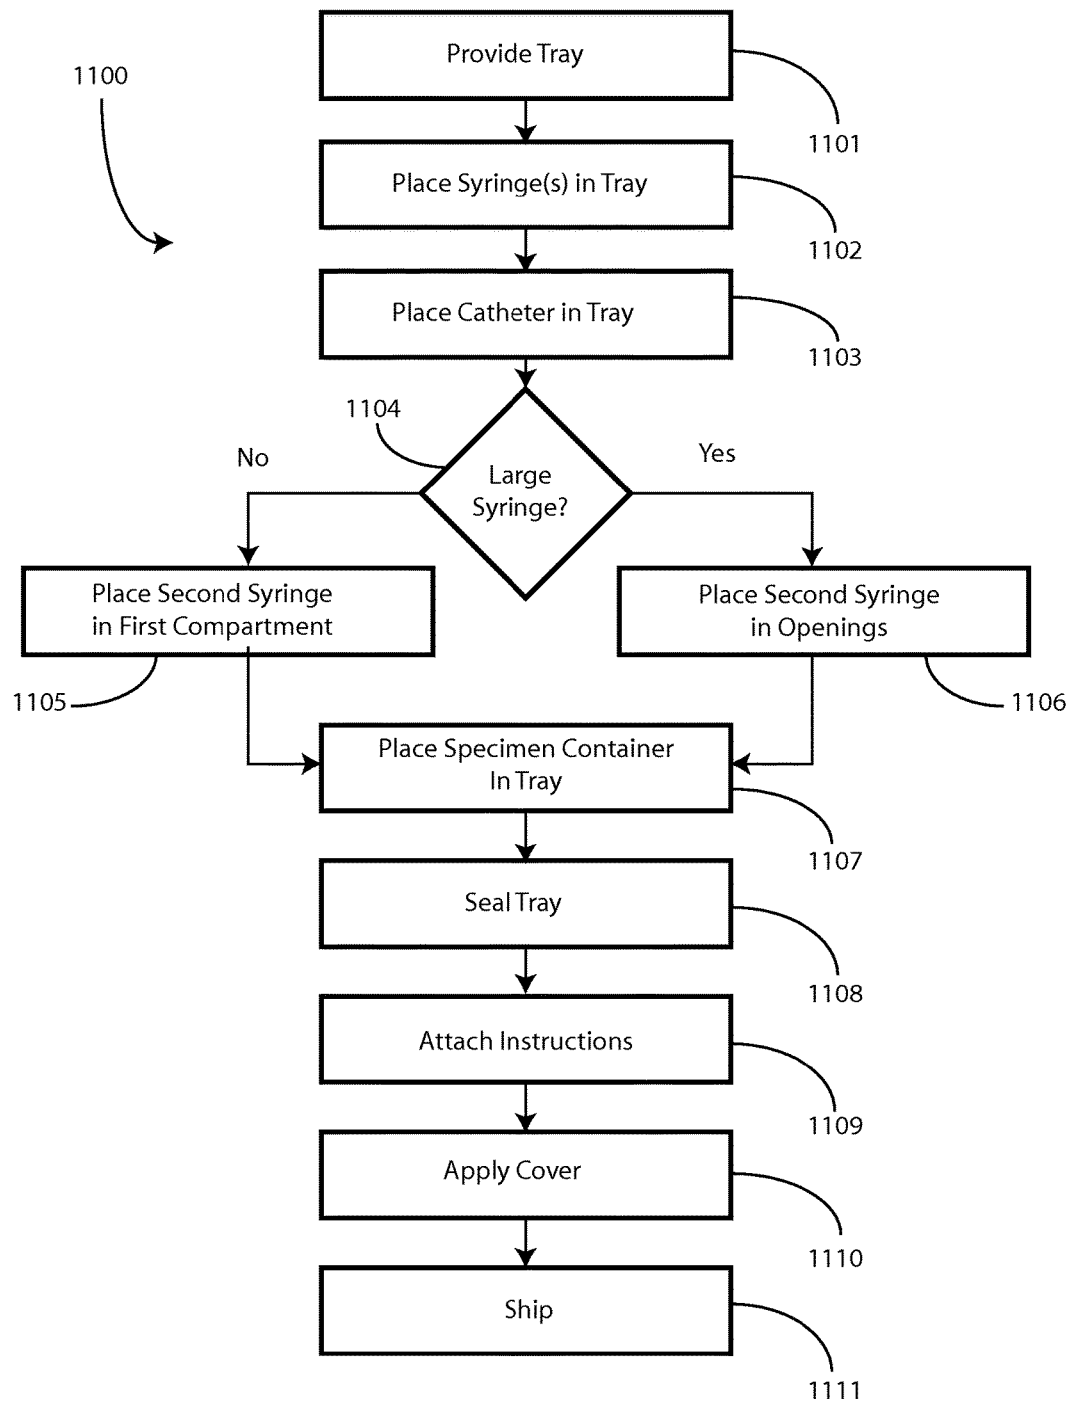 Provide Tray
1100
1101
Place Syringe(s) in Tray
1102
Place Catheter in Tray
1103
1104
No
Yes
Large
Syringe?
Place Second Syringe
in First Compartment
Place Second Syringe
in Openings
1105
1106
Place Specimen Container
In Tray
1107
Seal Tray
1108
Attach Instructions
1109
Apply Cover
1110
Ship
1111